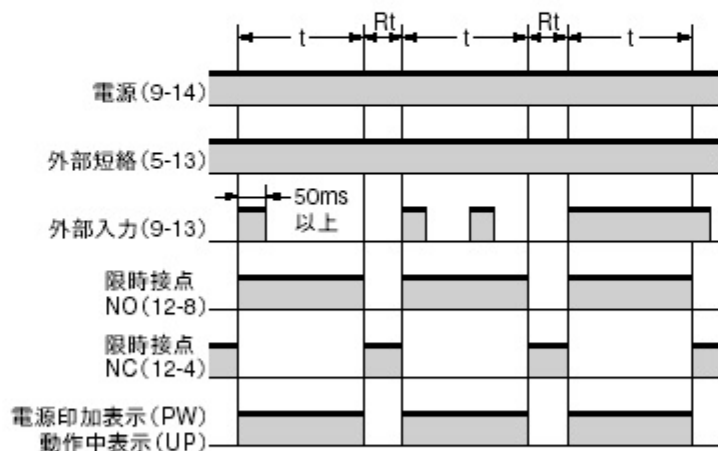 Rt Rt
t t t
電源(9-14)
外部短絡(5-13)
50ms
以上
外部入力(9-13)
限時接点
NO(12-8)
限時接点
NC(12-4)
電源印加表示(PW)
動作中表示(UP)